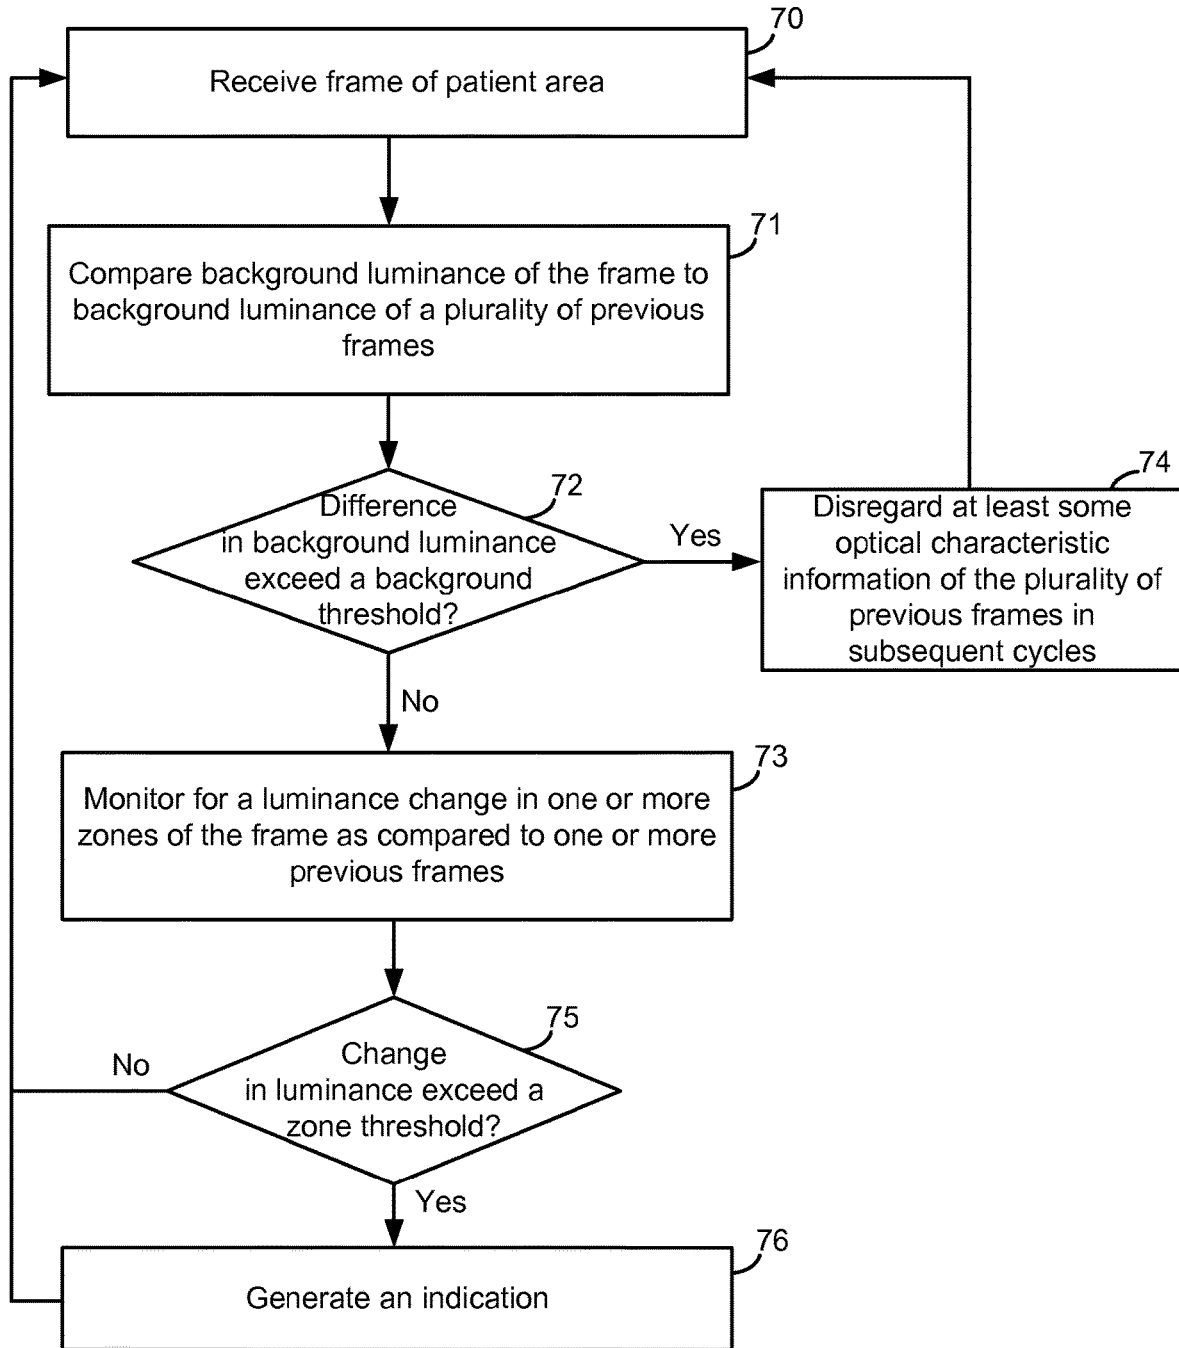 70
Receive frame of patient area
71
Compare background luminance of the frame to
background luminance of a plurality of previous
frames
72
Difference
in background luminance
exceed a background
threshold?
Yes
74
Disregard at least some
optical characteristic
information of the plurality of
previous frames in
subsequent cycles
No
73
Monitor for a luminance change in one or more
zones of the frame as compared to one or more
previous frames
75
No
Change
in luminance exceed a
zone threshold?
Yes
76
Generate an indication